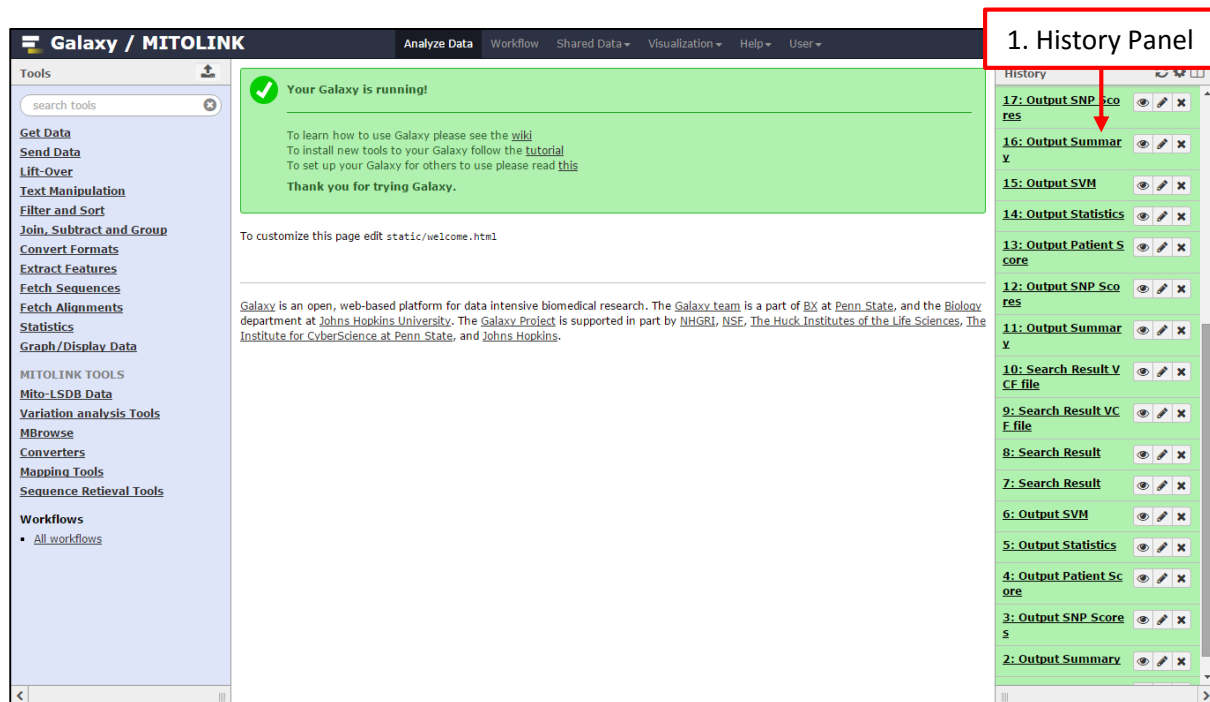 Galaxy / MITOLINK
Analyze Data Workflow Shared Data Visualization Help User
1. History Panel
Tools
search tools
Get Data
Send Data
Lift-Over
Text Manipulation
Filter and Sort
Join, Subtract and Group
Convert Formats
Extract Features
Fetch Sequences
Fetch Alignments
Statistics
Graph/Display Data
MITOLINK TOOLS
Mito-LSDB Data
Variation analysis Tools
MBrowse
Converters
Mapping Tools
Sequence Retieval Tools
Workflows
All workflows
Your Galaxy is running!
To learn how to use Galaxy please see the wiki
To install new tools to your Galaxy follow the tutorial
To set up your Galaxy for others to use please read this
Thank you for trying Galaxy.
To customize this page edit static/welcome.html
Galaxy is an open, web-based platform for data intensive biomedical research. The Galaxy team is a part of BX at Penn State, and the Biology
department at Johns Hopkins University. The Galaxy Project is supported in part by NHGRI, NSF, The Huck Institutes of the Life Sciences, The
Institute for CyberScience at Penn State, and Johns Hopkins.
History
17: Output SNP Sco
res
16: Output Summar
y
15: Output SVM
14: Output Statistics
13: Output Patient S
core
12: Output SNP Sco
res
11: Output Summar
y
10: Search Result V
CF file
9: Search Result VC
F file
8: Search Result
7: Search Result
6: Output SVM
5: Output Statistics
4: Output Patient Sc
ore
3: Output SNP Score
s
2: Output Summary